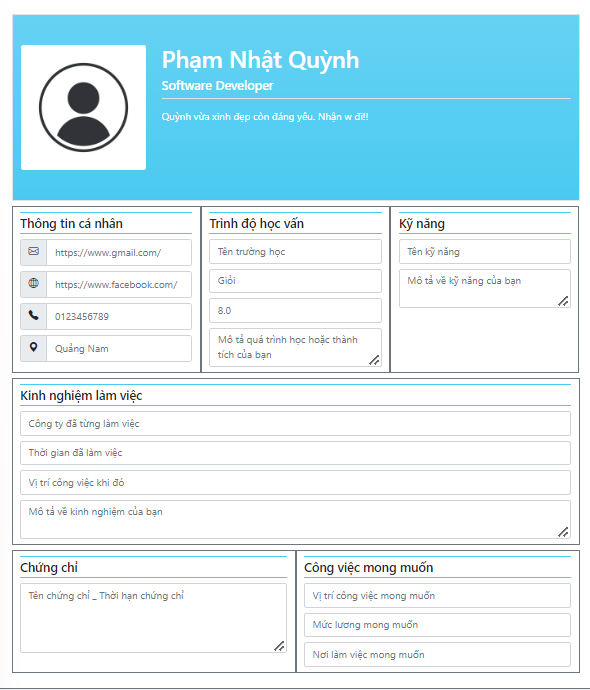 Phạm Nhật Quỳnh
Software Developer
Quỳnh vừa xinh đẹp còn đáng yêu. Nhận w đi!!
Thông tin cá nhân
https://www.gmail.com/
https://www.facebook.com/
0123456789
Quảng Nam
Trình độ học vấn
Tên trường học
Giỏi
8.0
Mô tả quá trình học hoặc thành
tích của bạn
Kỹ năng
Tên kỹ năng
Mô tả về kỹ năng của bạn
Kinh nghiệm làm việc
Công ty đã từng làm việc
Thời gian đã làm việc
Vị trí công việc khi đó
Mô tả về kinh nghiệm của bạn
Chứng chỉ
Tên chứng chỉ _ Thời hạn chứng chỉ
Công việc mong muốn
Vị trí công việc mong muốn
Mức lương mong muốn
Nơi làm việc mong muốn